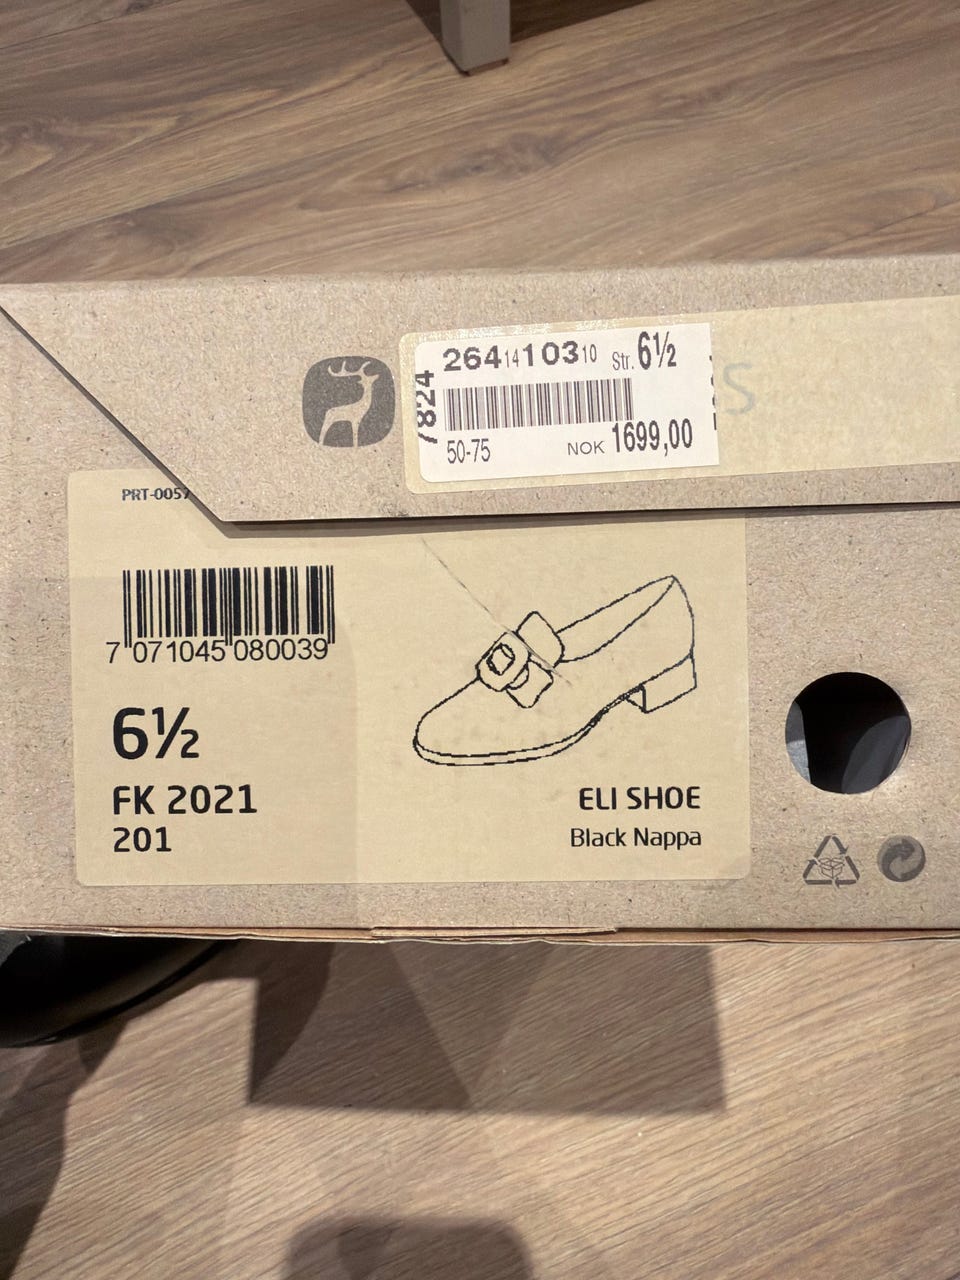 264 14 103 10 Str. 6½
7824
50-75 NOK 1699,00
S
PRT-0057
7 071045 080039
6½
FK 2021
201
ELI SHOE
Black Nappa